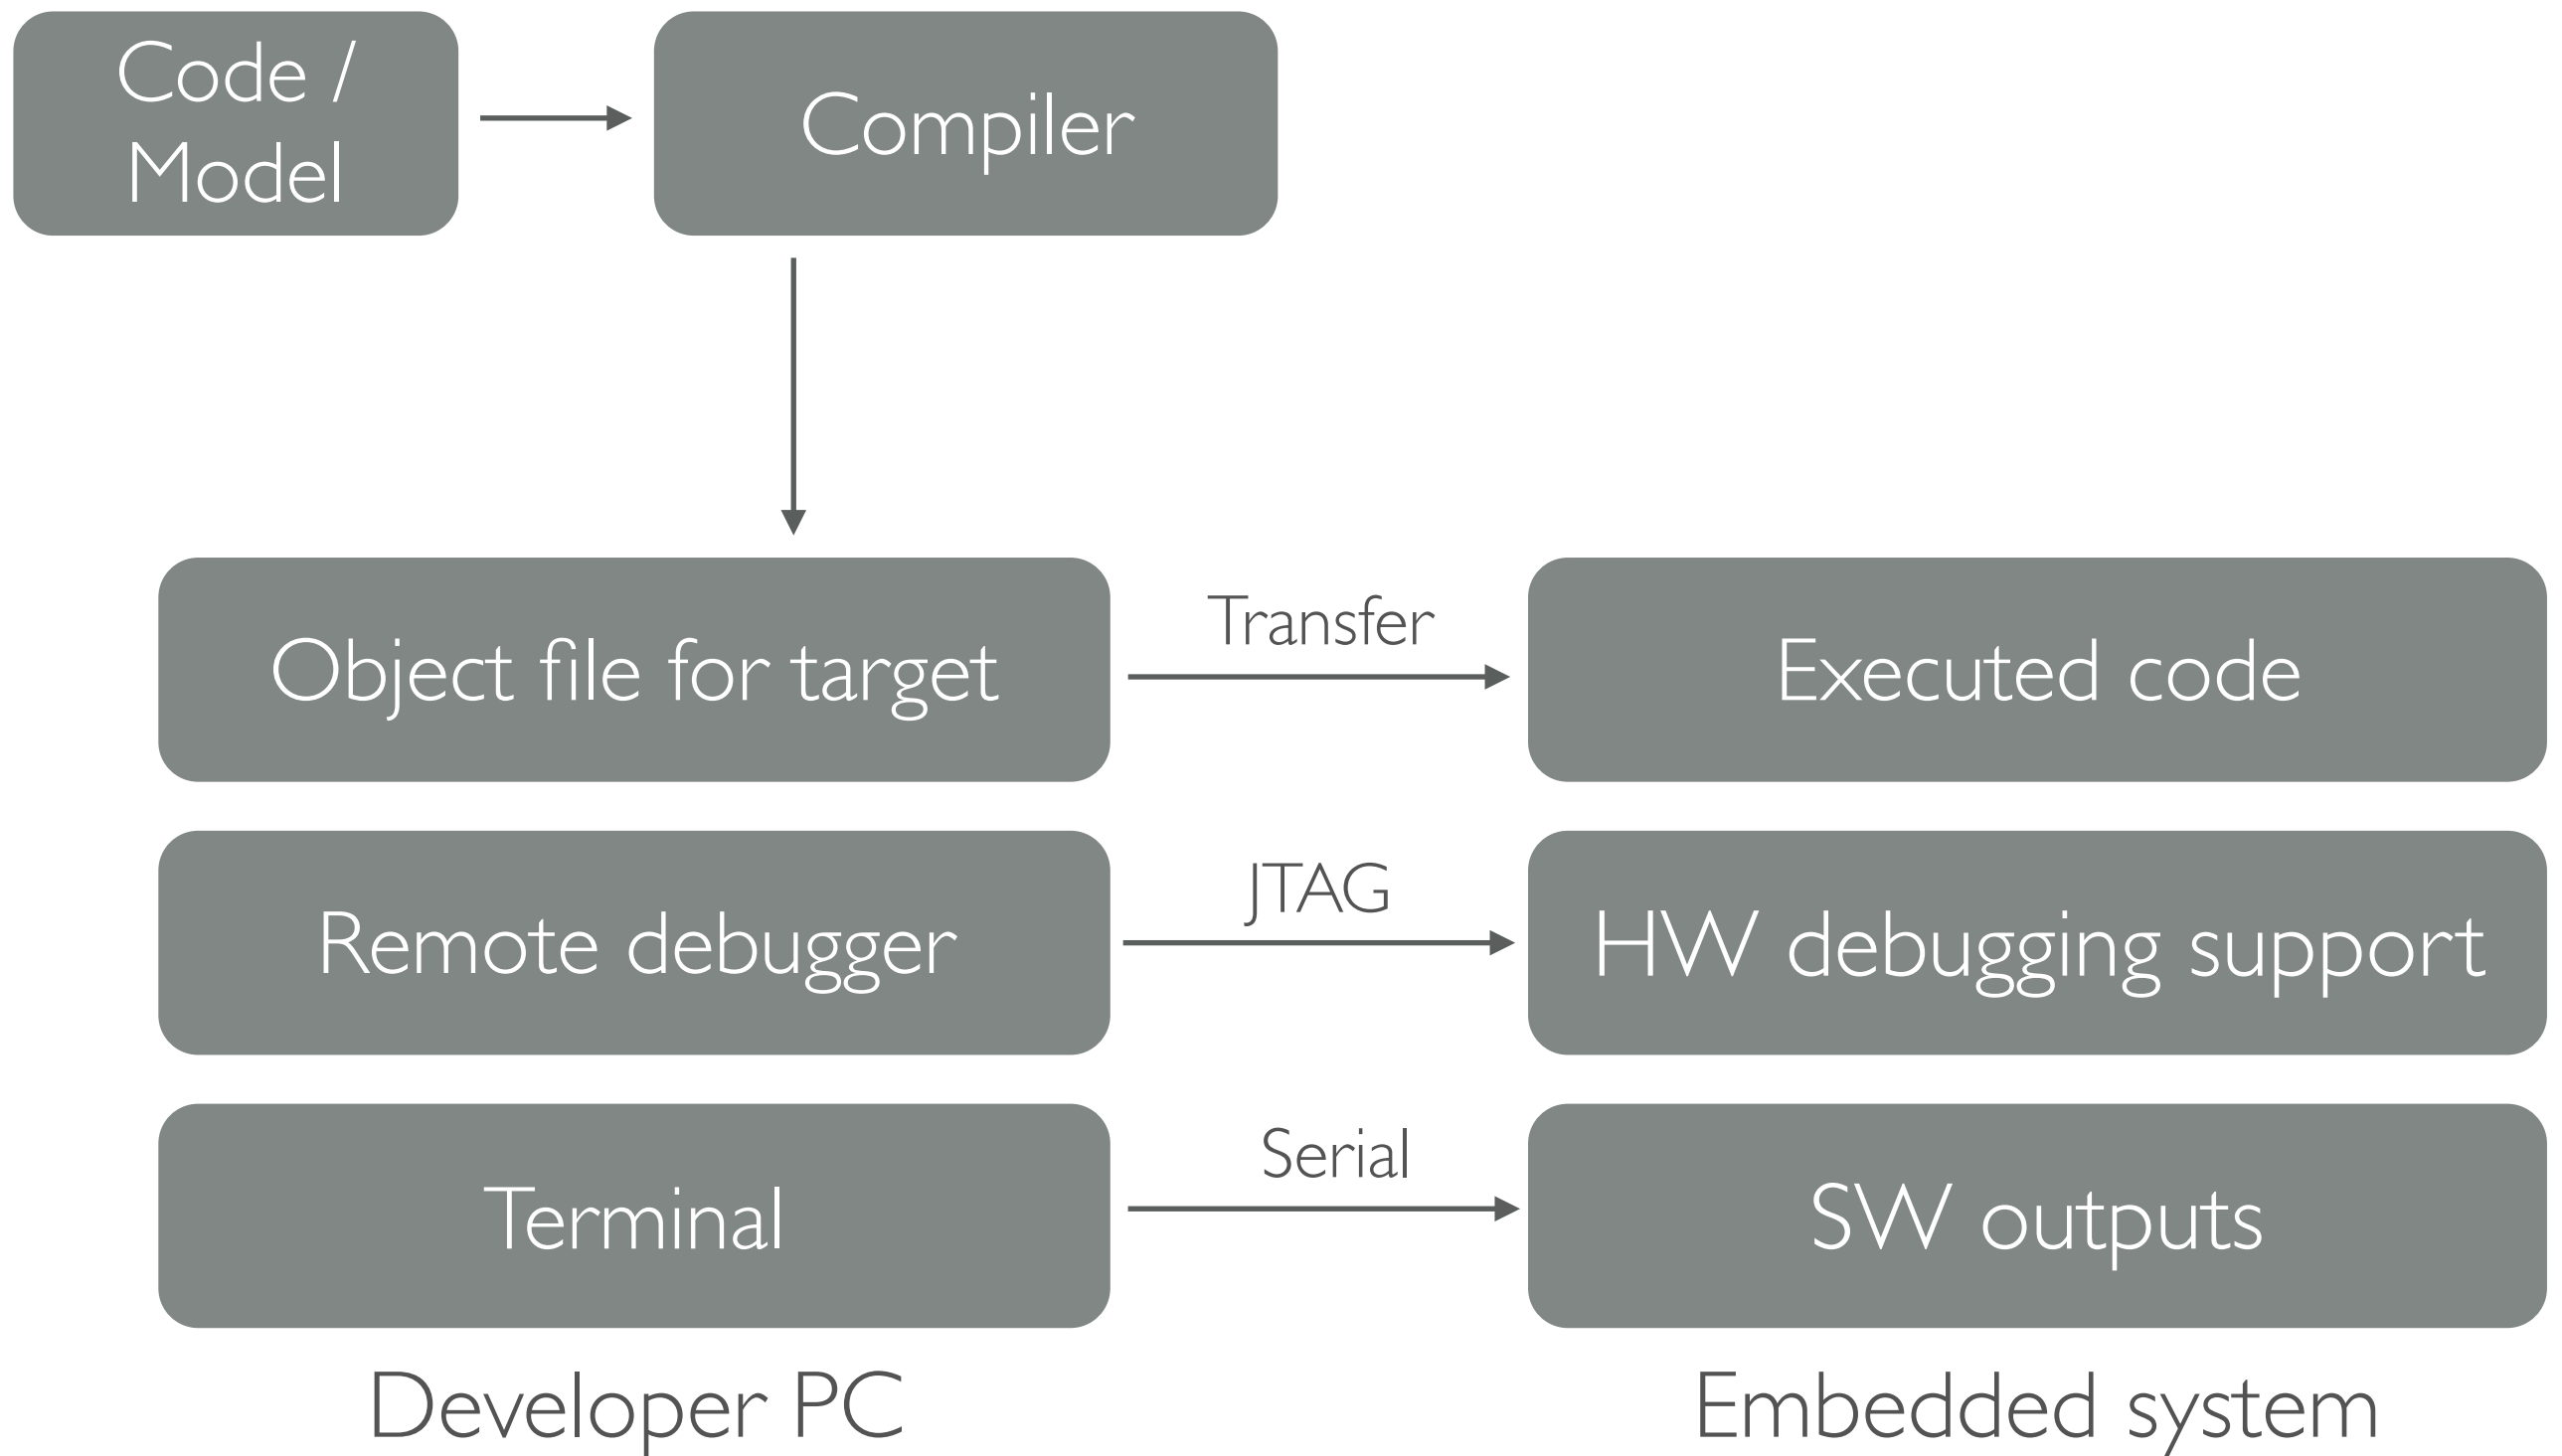 Code /
Model
Compiler
Object file for target
Transfer
Executed code
Remote debugger
JTAG
HW debugging support
Terminal
Serial
SW outputs
Developer PC
Embedded system